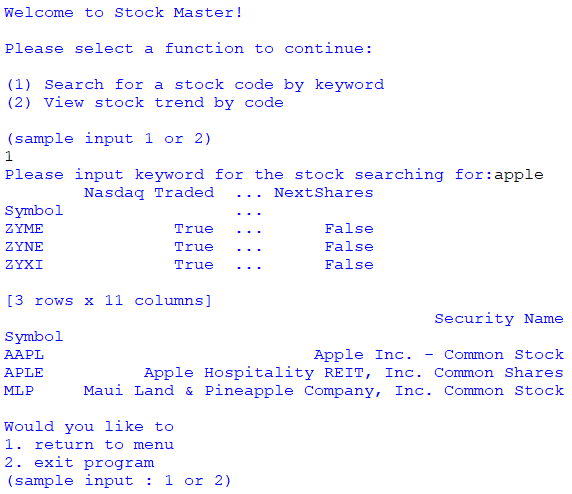 Welcome to Stock Master!
Please select a function to continue:
(1) Search for a stock code by keyword
(2) View stock trend by code
(sample input 1 or 2)
1
Please input keyword for the stock searching for:apple
Nasdaq Traded ... NextShares
Symbol ...
ZYME True ... False
ZYNE True ... False
ZYXI True ... False
[3 rows x 11 columns]
Security Name
Symbol
AAPL Apple Inc. - Common Stock
APLE Apple Hospitality REIT, Inc. Common Shares
MLP Maui Land & Pineapple Company, Inc. Common Stock
Would you like to
1. return to menu
2. exit program
(sample input : 1 or 2)